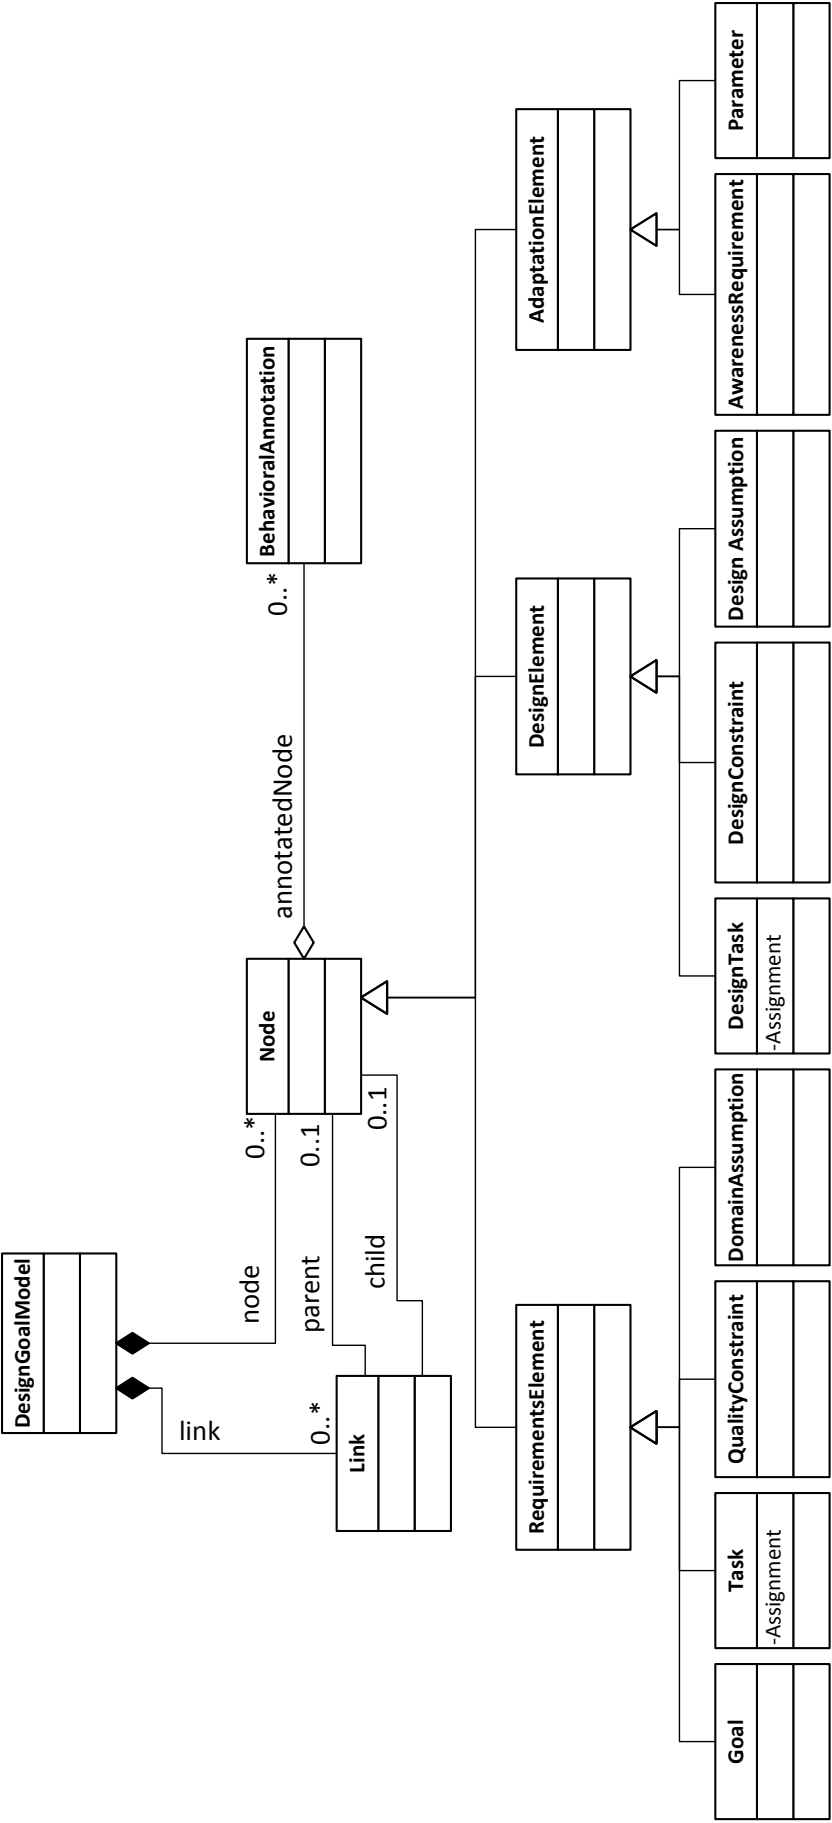 DesignGoalModel
link
node
0..*
0..*
parent
0..1
child
0..1
Link
Node
annotatedNode
0..*
BehavioralAnnotation
RequirementsElement
DesignElement
AdaptationElement
Goal
Task
-Assignment
QualityConstraint
DomainAssumption
DesignTask
-Assignment
DesignConstraint
Design Assumption
AwarenessRequirement
Parameter